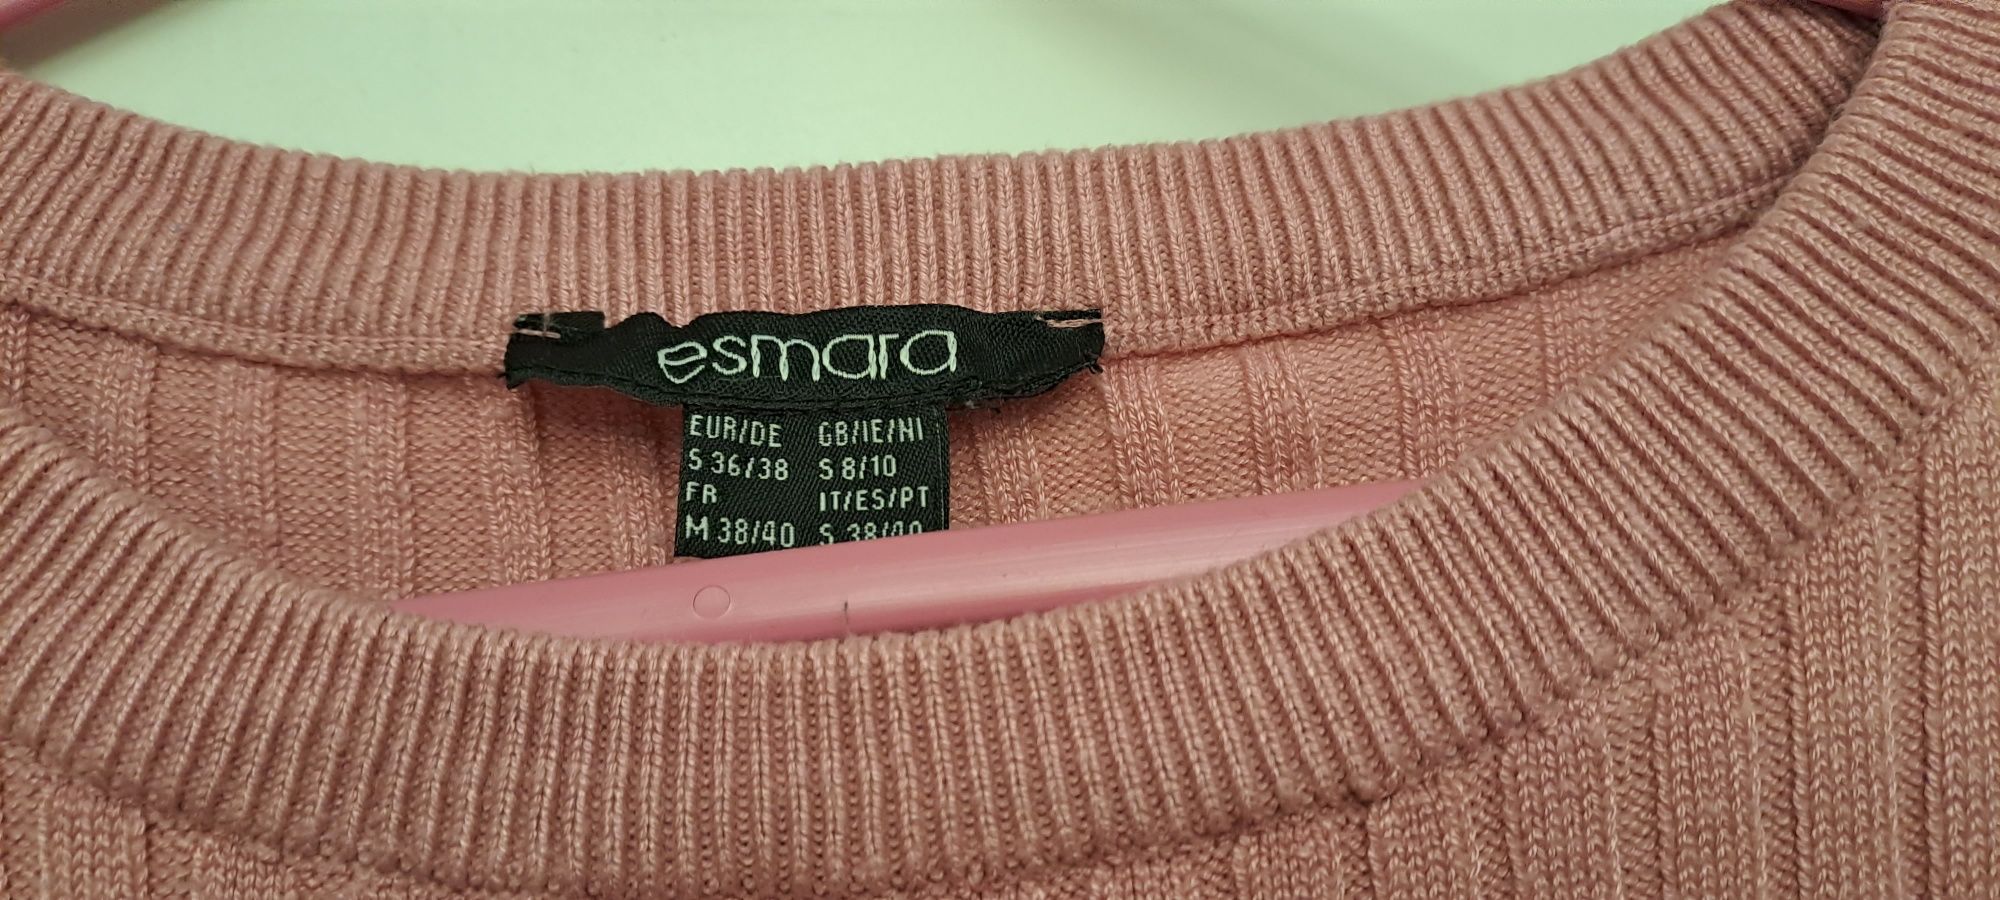 esmara
EUR/DE GB/IE/NI
S 36/38 S 8/10
FR IT/ES/PT
M 38/40 S 38/40